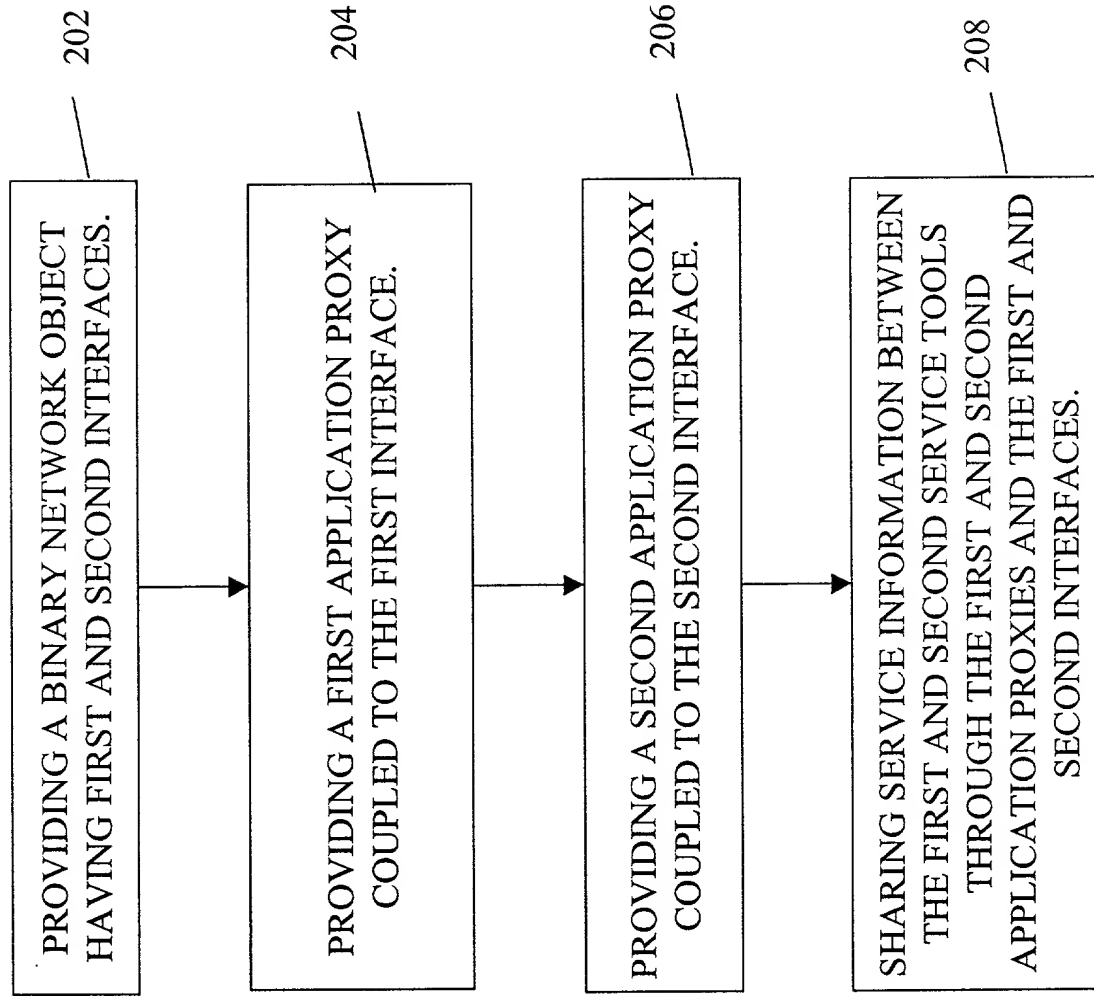 202
PROVIDING A BINARY NETWORK OBJECT
HAVING FIRST AND SECOND INTERFACES.
204
PROVIDING A FIRST APPLICATION PROXY
COUPLED TO THE FIRST INTERFACE.
206
PROVIDING A SECOND APPLICATION PROXY
COUPLED TO THE SECOND INTERFACE.
208
SHARING SERVICE INFORMATION BETWEEN
THE FIRST AND SECOND SERVICE TOOLS
THROUGH THE FIRST AND SECOND
APPLICATION PROXIES AND THE FIRST AND
SECOND INTERFACES.